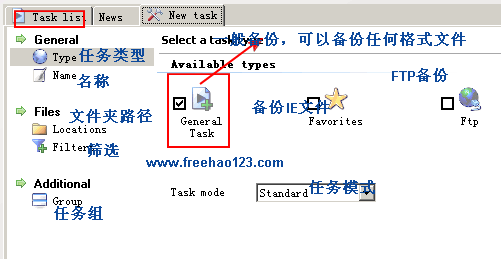 Task list News New task
General
Type 任务类型
Name 名称
Files
文件夹路径
Locations
Filter 筛选
Additional
Group
任务组
Select a task type
一般备份，可以备份任何格式文件
Available types
FTP备份
General Task
备份IE文件
Favorites
Ftp
www.freehao123.com
Task mode Standard
任务模式